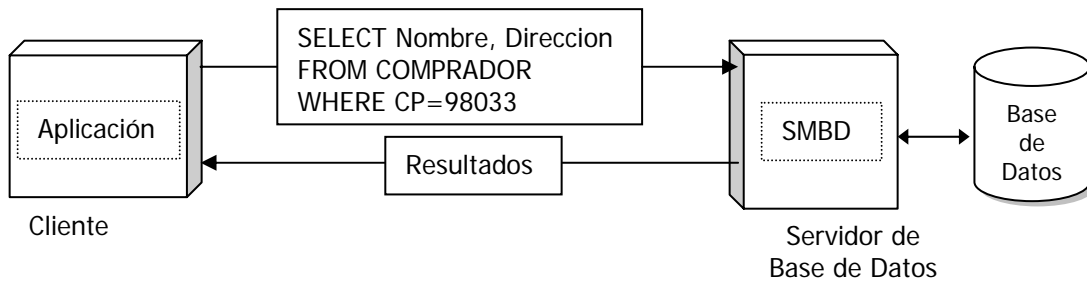 SELECT Nombre, Direccion
FROM COMPRADOR
WHERE CP=98033
Aplicación
SMBD
Base
de
Datos
Resultados
Cliente
Servidor de
Base de Datos